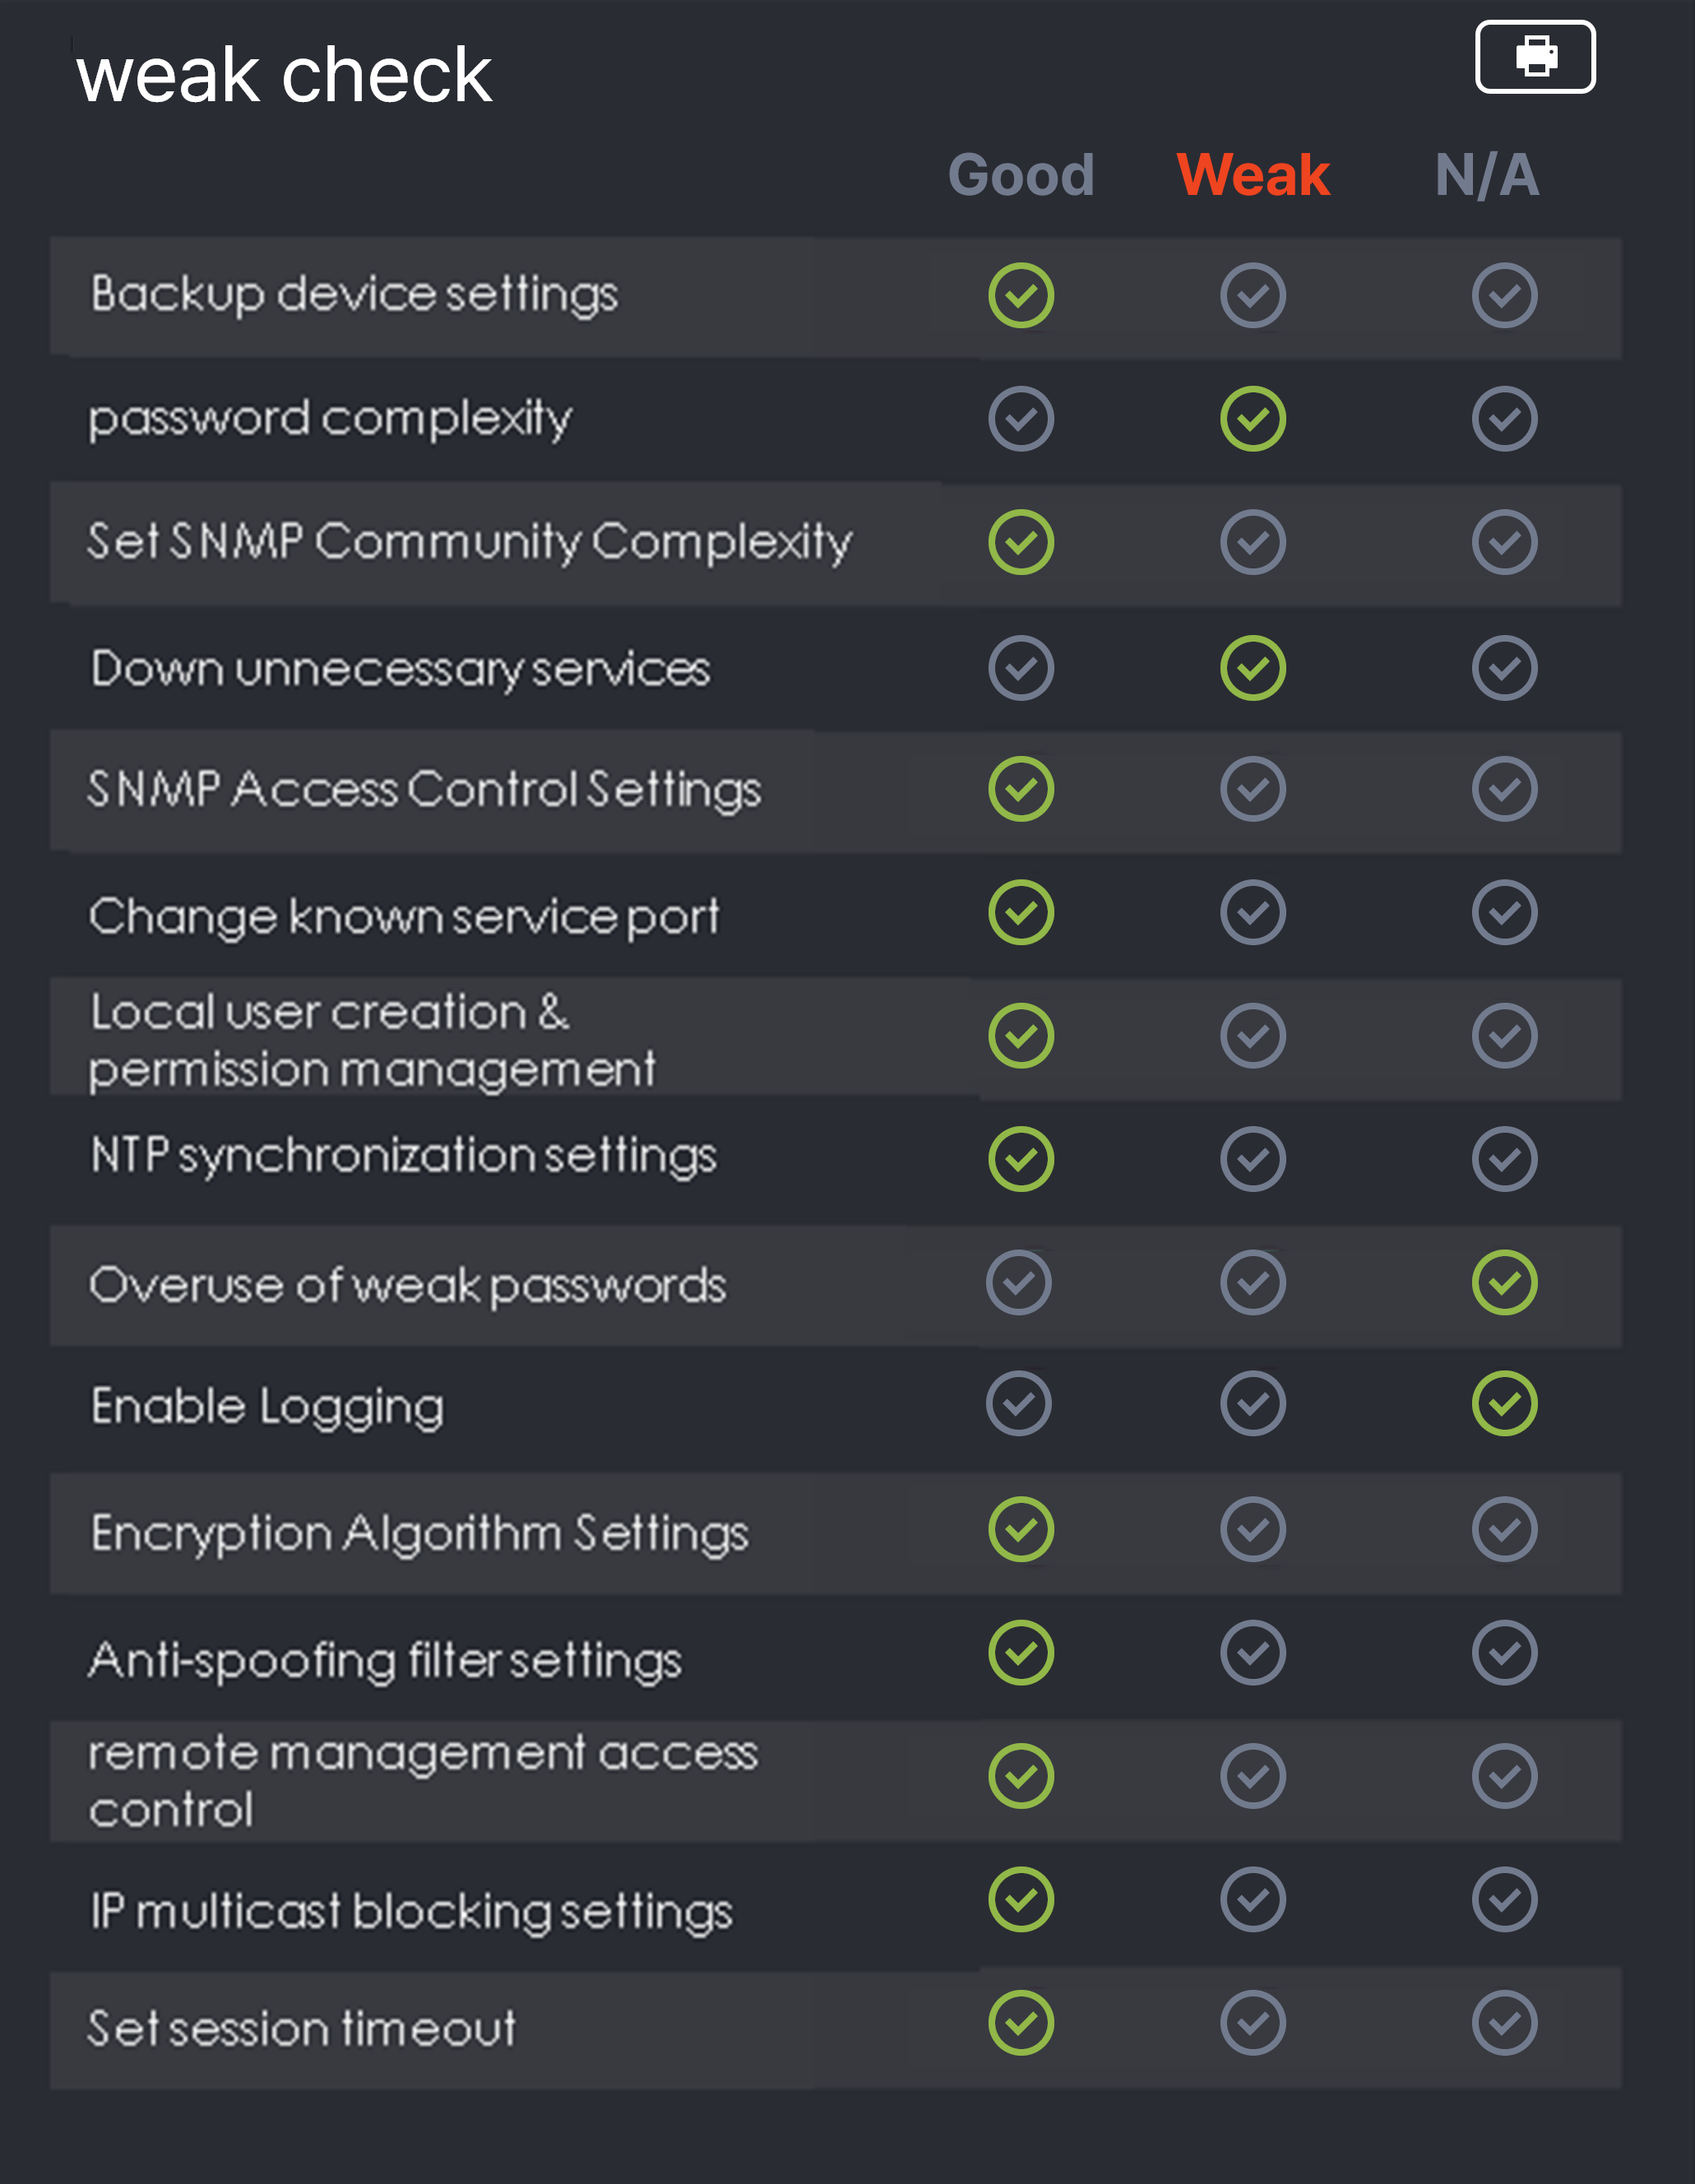 weak check
Good Weak N/A
Backup device settings
password complexity
Set SNMP Community Complexity
Down unnecessary services
SNMP Access Control Settings
Change known service port
Local user creation &
permission management
NTP synchronization settings
Overuse of weak passwords
Enable Logging
Encryption Algorithm Settings
Anti-spoofing filter settings
remote management access
control
IP multicast blocking settings
Set session timeout